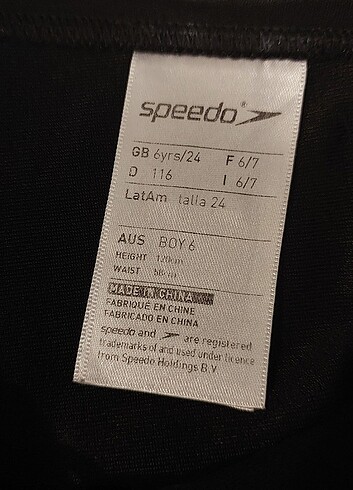 speedo®
GB 6yrs/24 F 6/7
D 116 I 6/7
LatAm talla 24
AUS BOY 6
HEIGHT 120cm
WAIST 58cm
MADE IN CHINA
FABRIQUÉ EN CHINE
FABRICADO EN CHINA
speedo and are registered
trademarks of and used under licence
from Speedo Holdings B.V